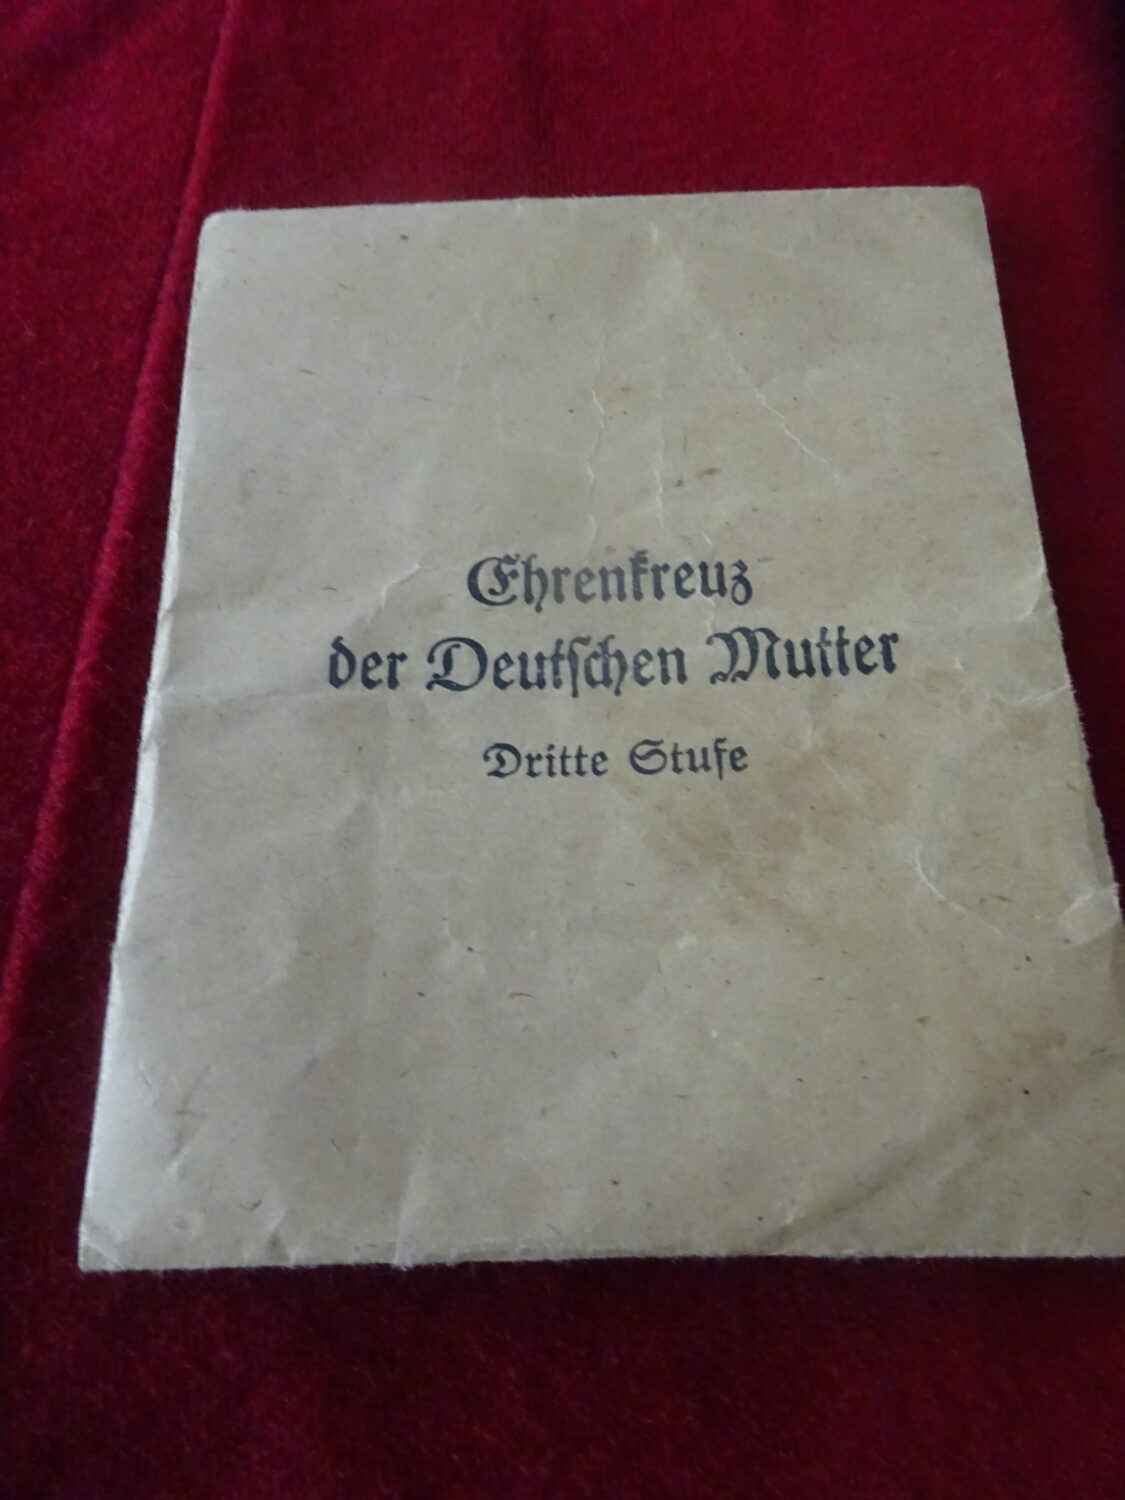 Ehrenkreuz
der Deutſchen Mutter
Dritte Stufe